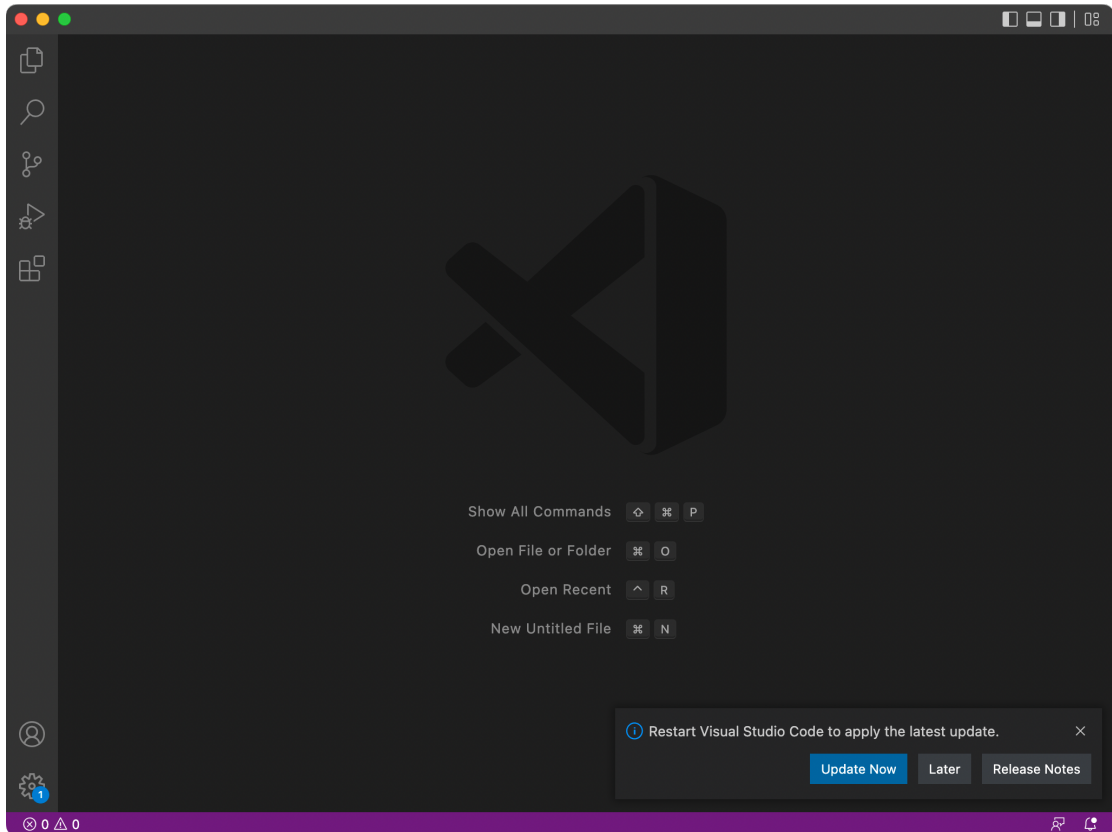 Show All Commands ⇧ ⌘ P
Open File or Folder ⌘ O
Open Recent ^ R
New Untitled File ⌘ N
Restart Visual Studio Code to apply the latest update.
Update Now Later Release Notes
1
0 0